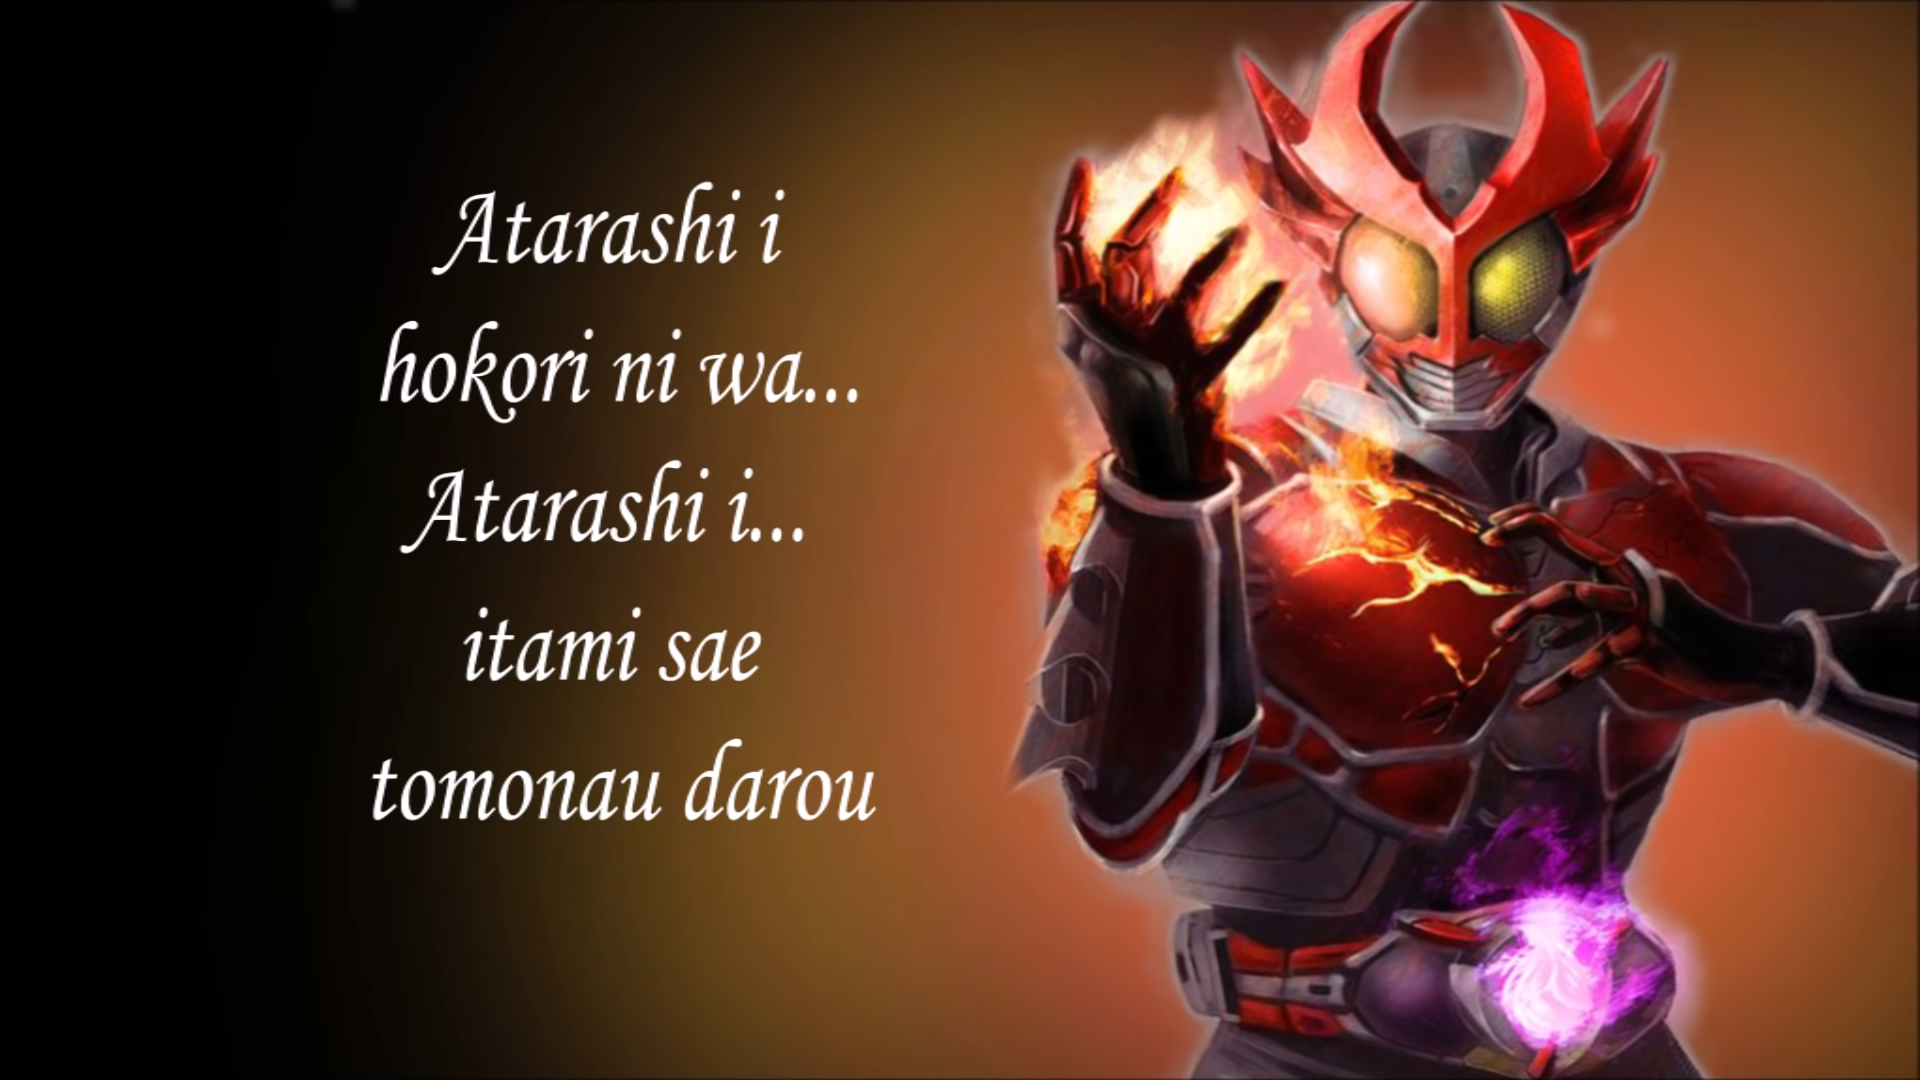 Atarashi i
hokori ni wa...
Atarashi i...
itami sae
tomonau darou